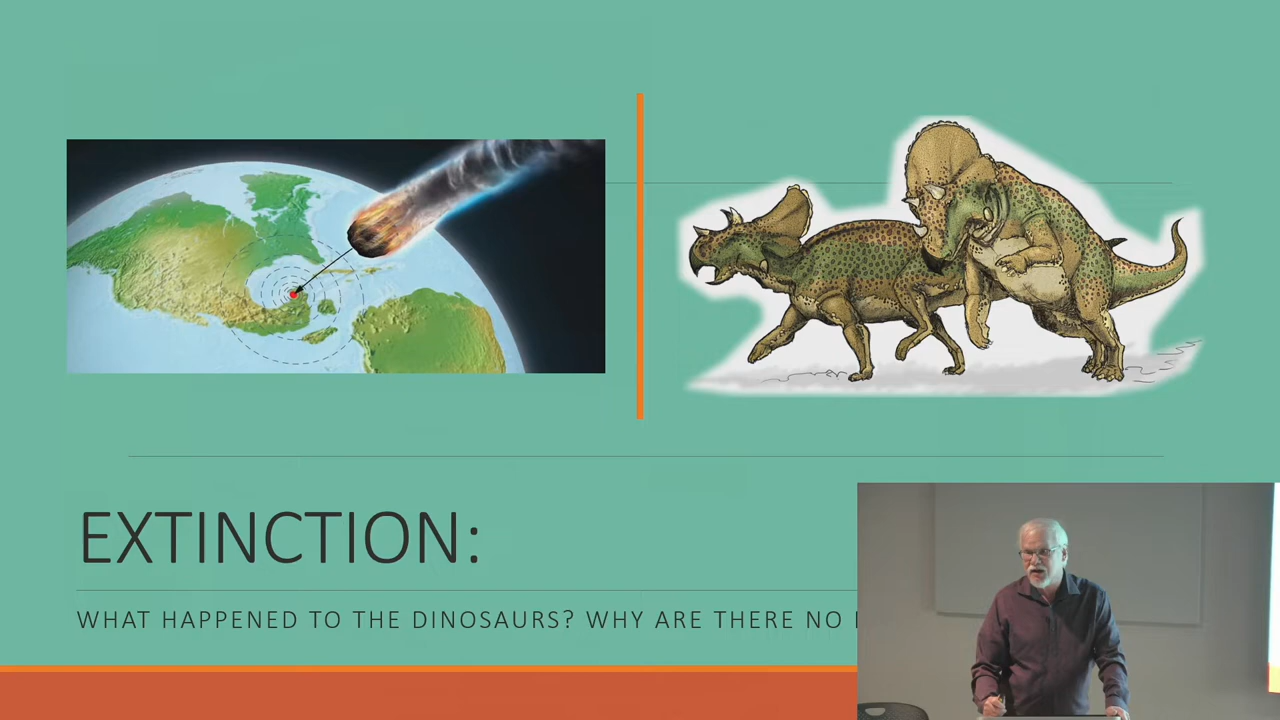 EXTINCTION:
WHAT HAPPENED TO THE DINOSAURS? WHY ARE THERE NO